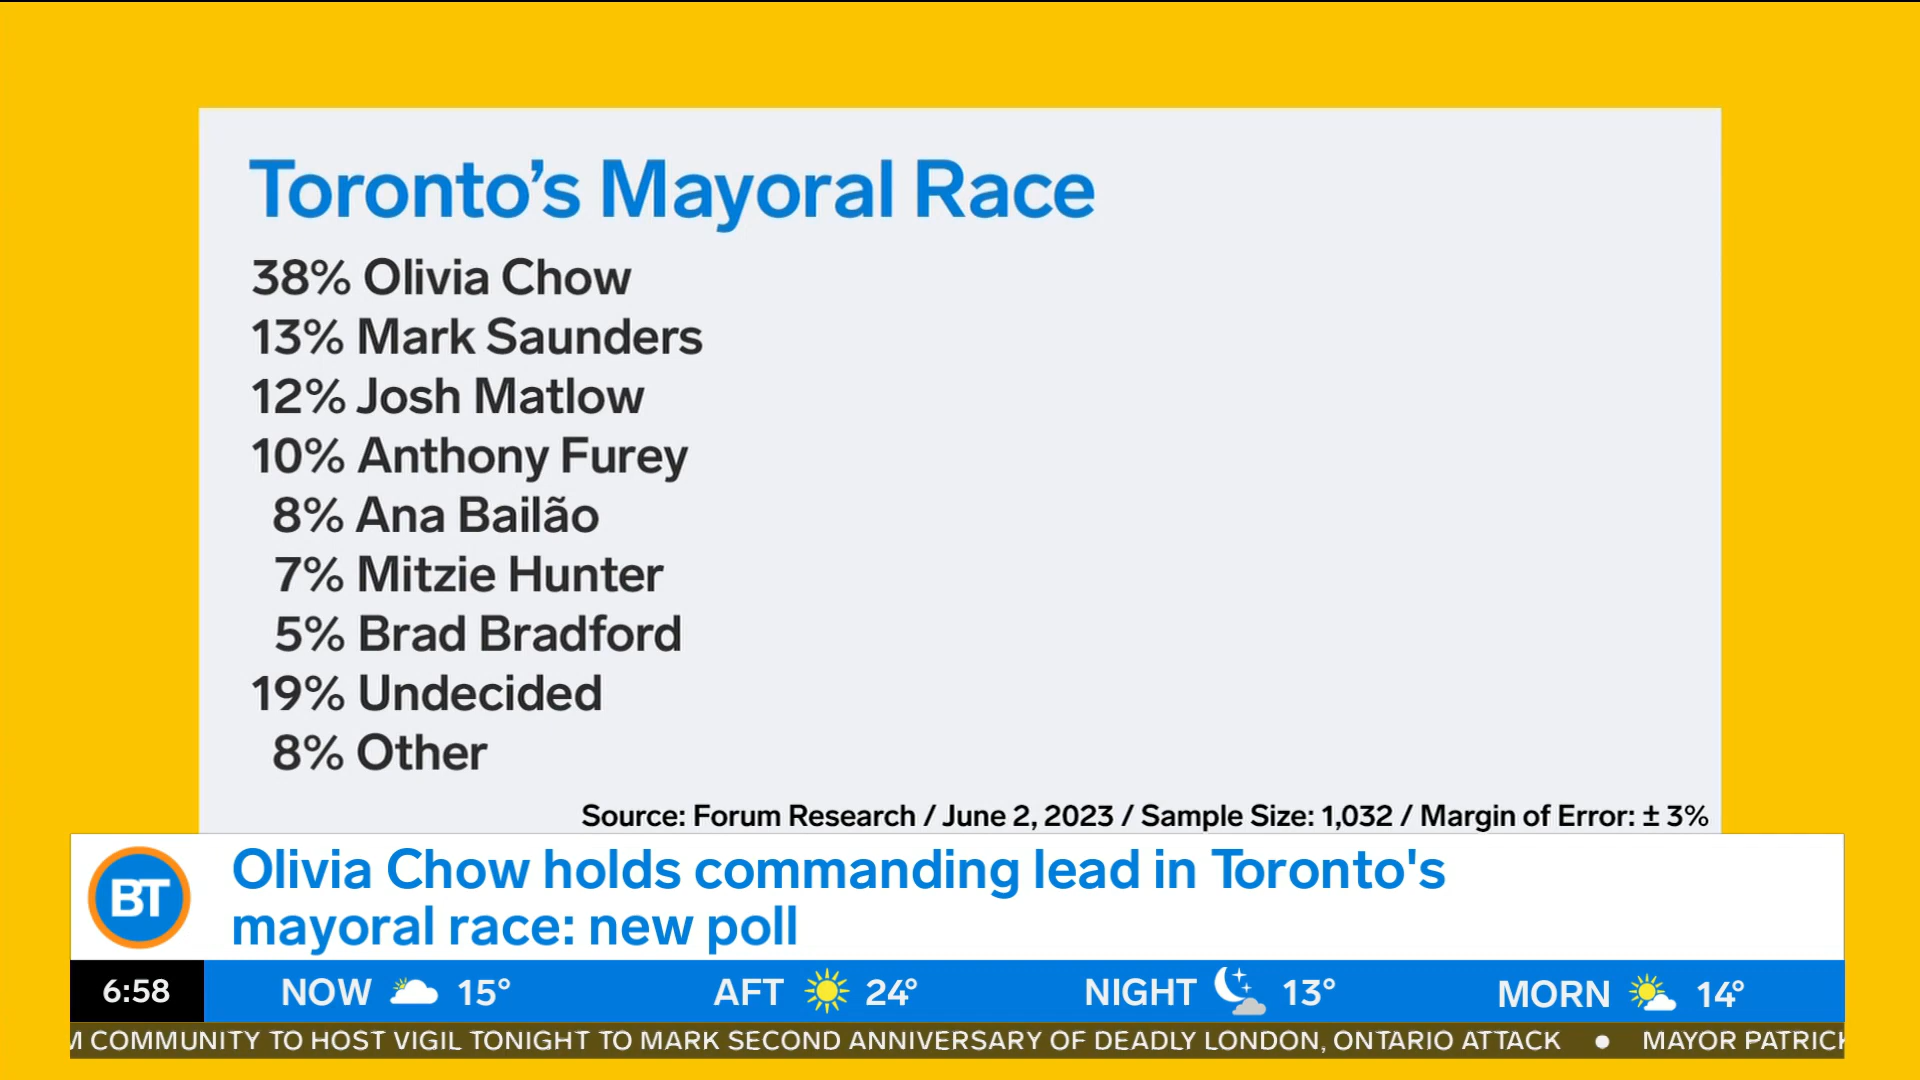 Toronto’s Mayoral Race
38% Olivia Chow
13% Mark Saunders
12% Josh Matlow
10% Anthony Furey
8% Ana Bailão
7% Mitzie Hunter
5% Brad Bradford
19% Undecided
8% Other
Source: Forum Research / June 2, 2023 / Sample Size: 1,032 / Margin of Error: ± 3%
BT
Olivia Chow holds commanding lead in Toronto's
mayoral race: new poll
6:58 NOW 15° AFT 24° NIGHT 13° MORN 14°
M COMMUNITY TO HOST VIGIL TONIGHT TO MARK SECOND ANNIVERSARY OF DEADLY LONDON, ONTARIO ATTACK ● MAYOR PATRICK